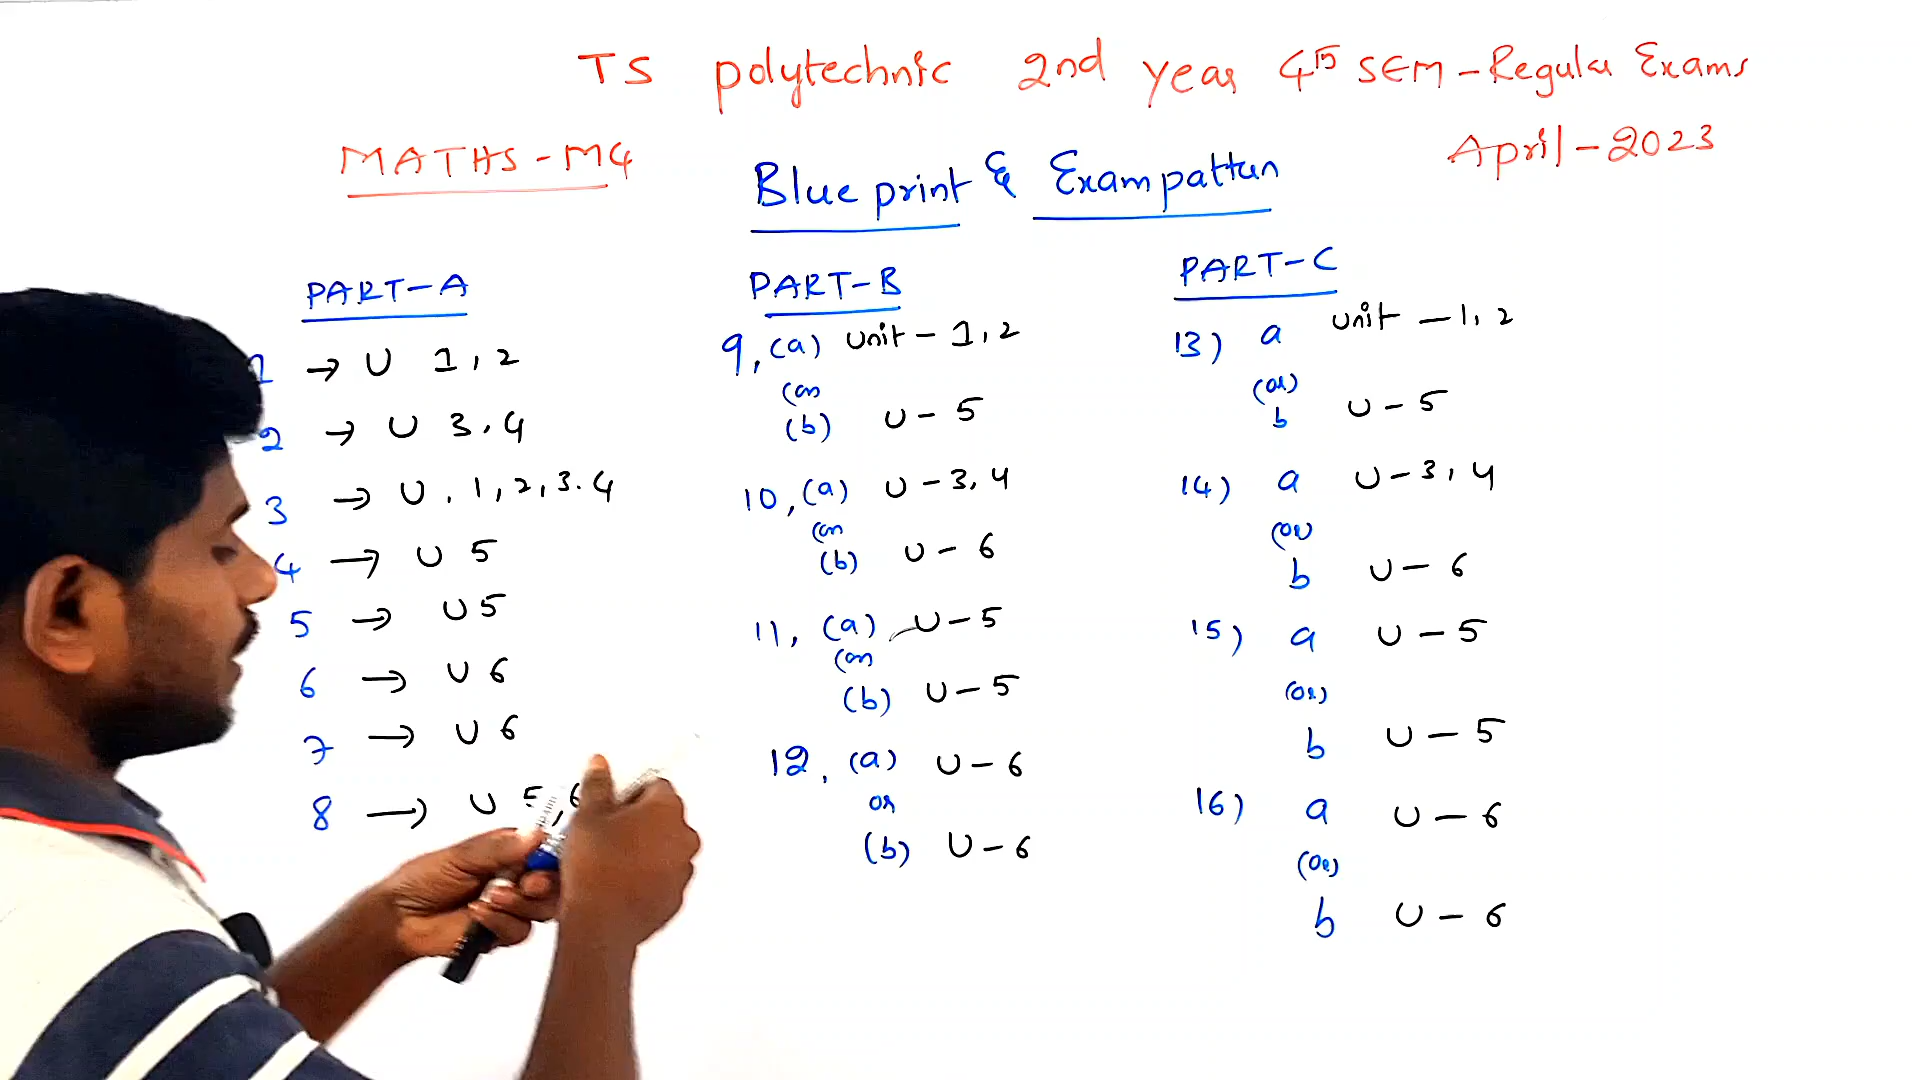 TS polytechnic 2nd year 4th SEM - Regular Exams
April - 2023
MATHS - M4
Blue print & Exam pattern
PART-A
1 → U 1, 2
2 → U 3, 4
3 → U. 1, 2, 3. 4
4 → U 5
5 → U 5
6 → U 6
7 → U 6
8 → U 5, 6
PART-B
9, (a) unit - 1, 2
(or)
(b) U - 5
10, (a) U - 3, 4
(or)
(b) U - 6
11, (a) U - 5
(or)
(b) U - 5
12, (a) U - 6
or
(b) U - 6
PART-C
13) a unit - 1, 2
(or)
b U - 5
14) a U - 3, 4
(or)
b U - 6
15) a U - 5
(or)
b U - 5
16) a U - 6
(or)
b U - 6